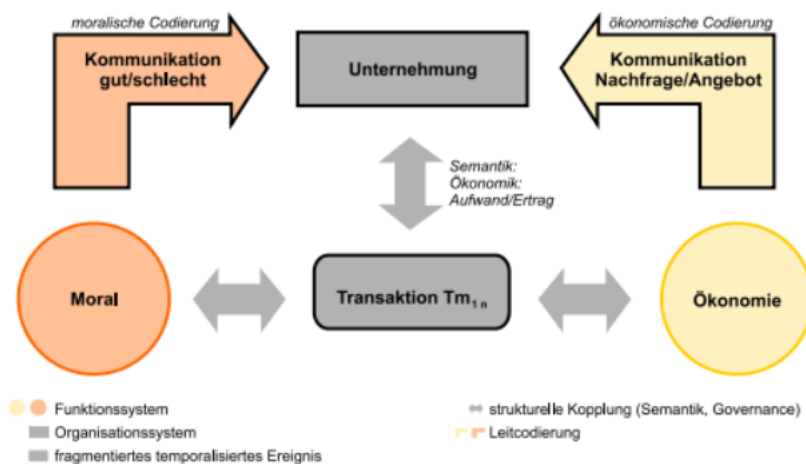 moralische Codierung
ökonomische Codierung
Kommunikation
gut/schlecht
Unternehmung
Kommunikation
Nachfrage/Angebot
Semantik:
Ökonomik:
Aufwand/Ertrag
Moral
Transaktion Tm1 n
Ökonomie
Funktionssystem
Organisationssystem
fragmentiertes temporalisiertes Ereignis
strukturelle Kopplung (Semantik, Governance)
Leitcodierung